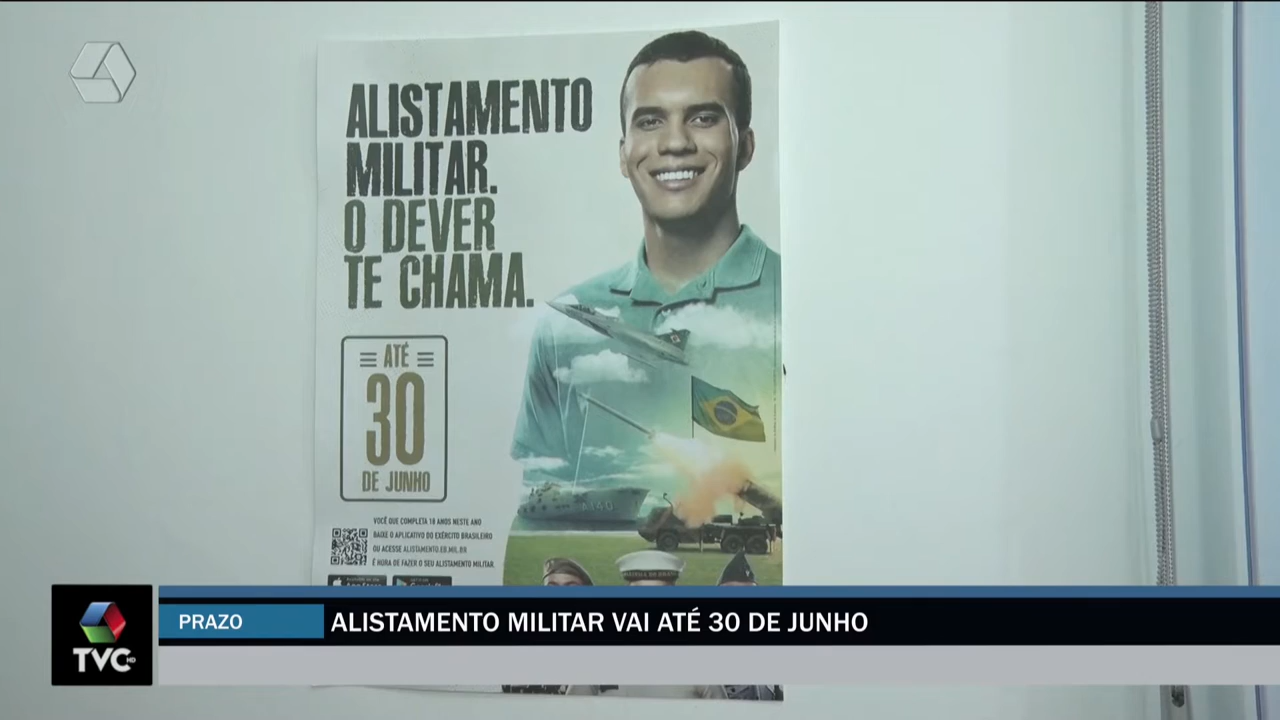 ALISTAMENTO
MILITAR.
O DEVER
TE CHAMA.
ATÉ
30
DE JUNHO
VOCÊ QUE COMPLETA 18 ANOS NESTE ANO
BAIXE O APLICATIVO DO EXÉRCITO BRASILEIRO
OU ACESSE ALISTAMENTO.EB.MIL.BR
É HORA DE FAZER O SEU ALISTAMENTO MILITAR.
A140
PRAZO
ALISTAMENTO MILITAR VAI ATÉ 30 DE JUNHO
TVC HD